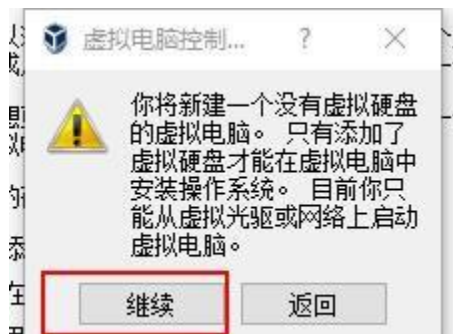 虚拟电脑控制...
你将新建一个没有虚拟硬盘
的虚拟电脑。 只有添加了
虚拟硬盘才能在虚拟电脑中
安装操作系统。 目前你只
能从虚拟光驱或网络上启动
虚拟电脑。
继续
返回